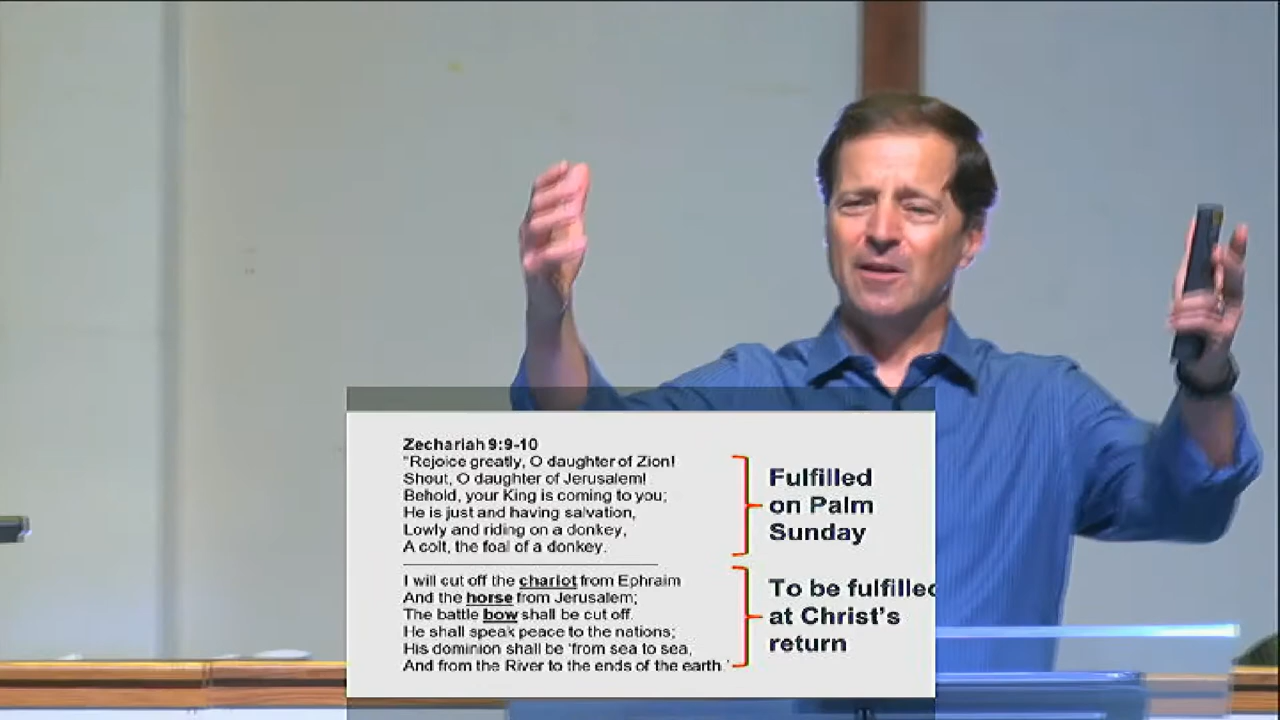 Zechariah 9:9-10
"Rejoice greatly, O daughter of Zion!
Shout, O daughter of Jerusalem!
Behold, your King is coming to you;
He is just and having salvation,
Lowly and riding on a donkey,
A colt, the foal of a donkey.
Fulfilled
on Palm
Sunday
I will cut off the chariot from Ephraim
And the horse from Jerusalem;
The battle bow shall be cut off.
He shall speak peace to the nations;
His dominion shall be 'from sea to sea,
And from the River to the ends of the earth.'
To be fulfilled
at Christ's
return